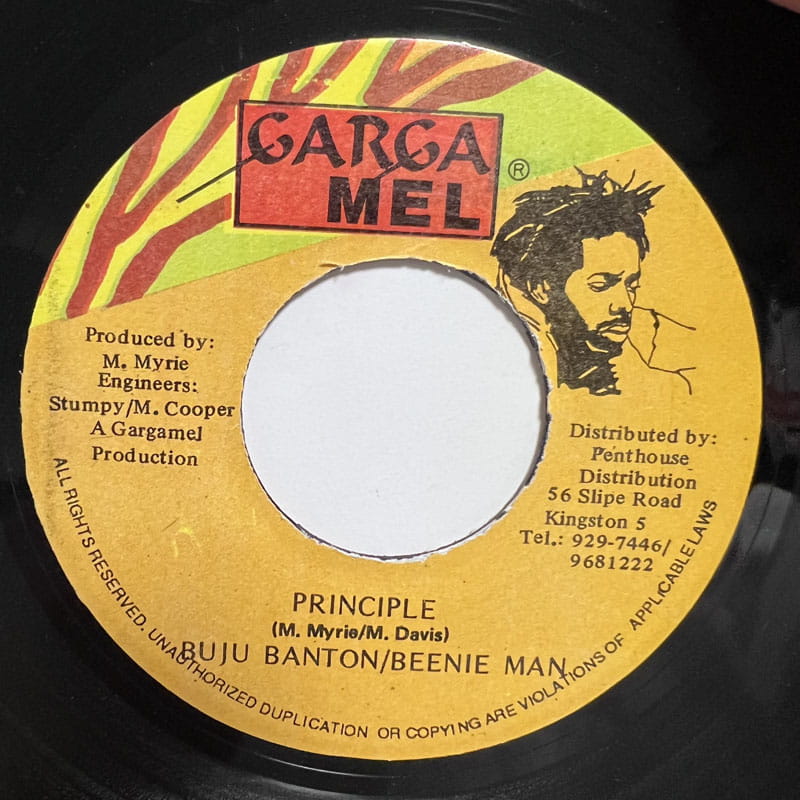 GARGA
MEL
®
Produced by:
M. Myrie
Engineers:
Stumpy/M. Cooper
A Gargamel
Production
Distributed by:
Penthouse
Distribution
56 Slipe Road
Kingston 5
Tel.: 929-7446/
9681222
PRINCIPLE
(M. Myrie/M. Davis)
BUJU BANTON/BEENIE MAN
ALL RIGHTS RESERVED. UNAUTHORIZED DUPLICATION OR COPYING ARE VIOLATIONS OF APPLICABLE LAWS